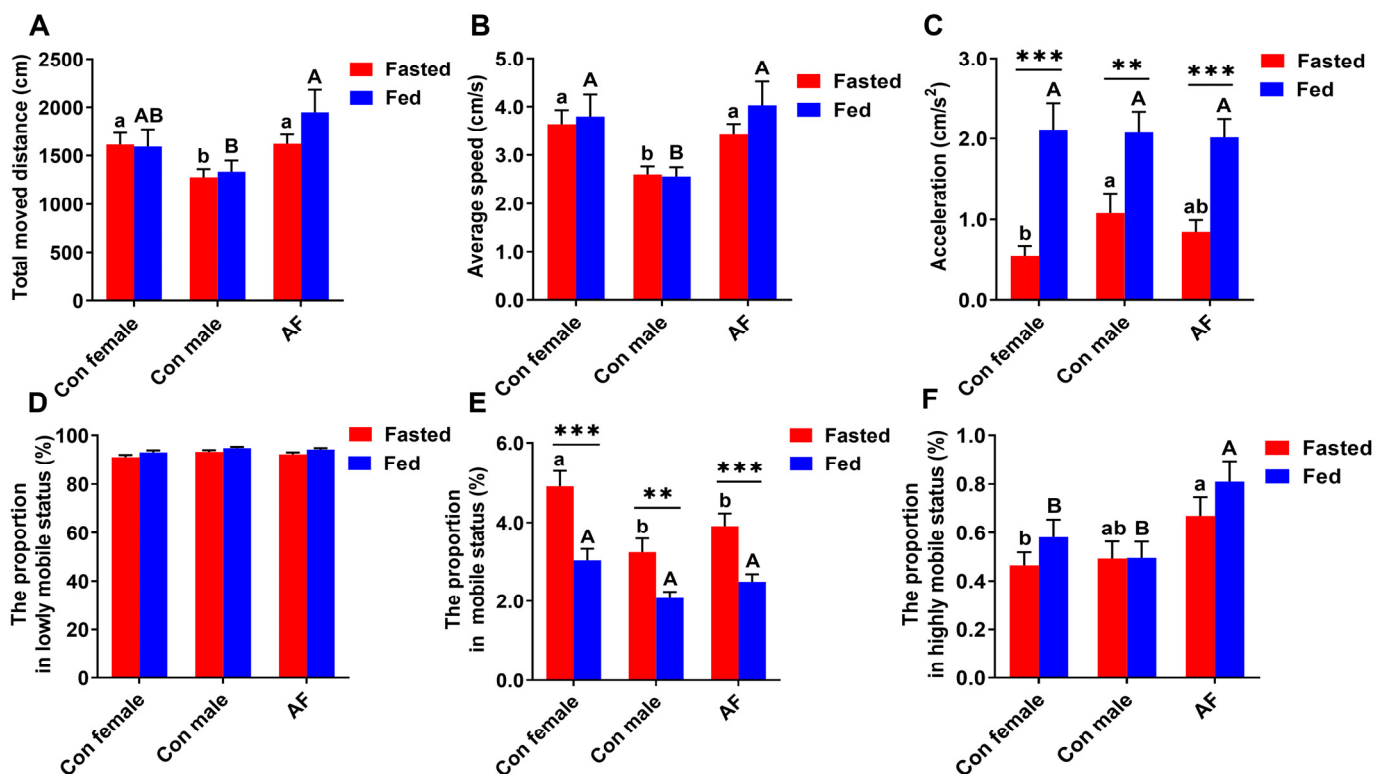 A
Total moved distance (cm)
2500
2000
1500
1000
500
0
a
AB
b
B
a
A
Fasted
Fed
Con female
Con male
AF
B
Average speed (cm/s)
5.0
4.0
3.0
2.0
1.0
0.0
a
A
b
B
a
A
Fasted
Fed
Con female
Con male
AF
C
Acceleration (cm/s²)
3.0
2.0
1.0
0.0
***
**
***
b
A
a
A
ab
A
Fasted
Fed
Con female
Con male
AF
D
The proportion
in lowly mobile status (%)
100
80
60
40
20
0
Fasted
Fed
Con female
Con male
AF
E
The proportion
in mobile status (%)
6.0
4.0
2.0
0.0
***
**
***
a
A
b
A
b
A
Fasted
Fed
Con female
Con male
AF
F
The proportion
in highly mobile status (%)
1.0
0.8
0.6
0.4
0.2
0.0
b
B
ab
B
a
A
Fasted
Fed
Con female
Con male
AF